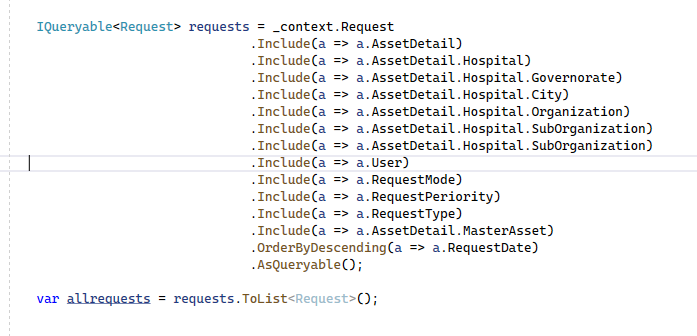 IQueryable<Request> requests = _context.Request
.Include(a => a.AssetDetail)
.Include(a => a.AssetDetail.Hospital)
.Include(a => a.AssetDetail.Hospital.Governorate)
.Include(a => a.AssetDetail.Hospital.City)
.Include(a => a.AssetDetail.Hospital.Organization)
.Include(a => a.AssetDetail.Hospital.SubOrganization)
.Include(a => a.AssetDetail.Hospital.SubOrganization)
.Include(a => a.User)
.Include(a => a.RequestMode)
.Include(a => a.RequestPeriority)
.Include(a => a.RequestType)
.Include(a => a.AssetDetail.MasterAsset)
.OrderByDescending(a => a.RequestDate)
.AsQueryable();
var allrequests = requests.ToList<Request>();